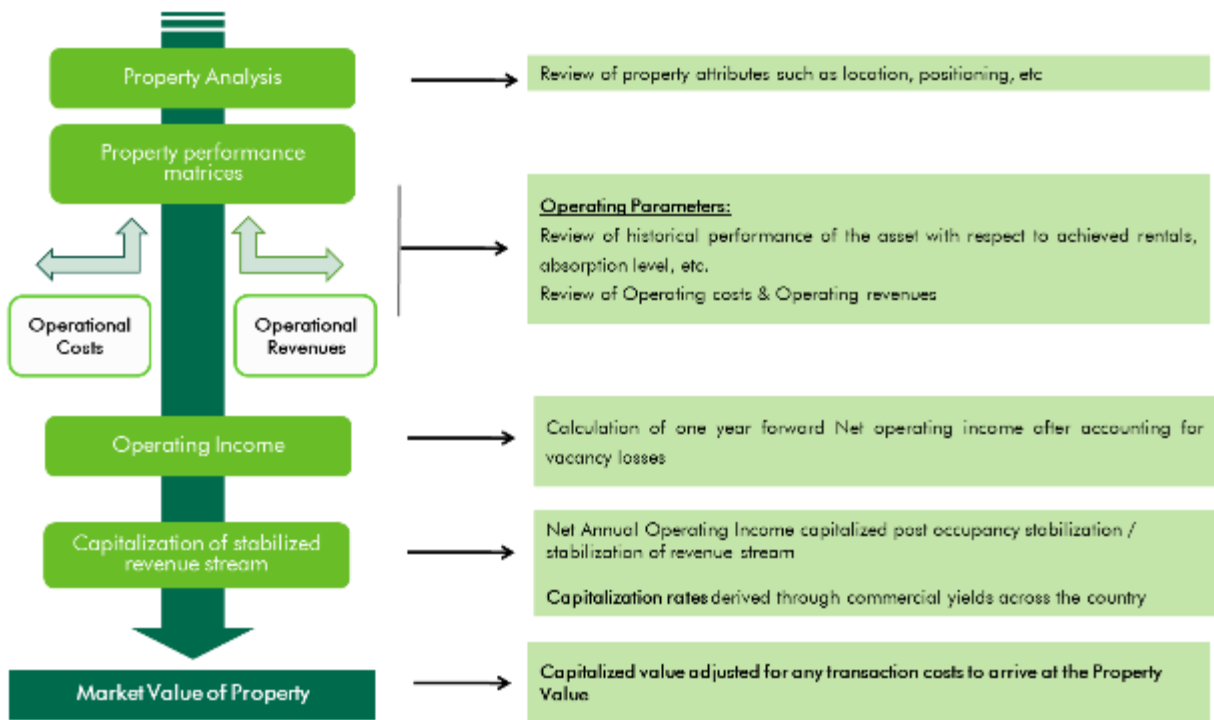 Property Analysis
Review of property attributes such as location, positioning, etc
Property performance
matrices
Operating Parameters:
Review of historical performance of the asset with respect to achieved rentals,
absorption level, etc.
Review of Operating costs & Operating revenues
Operational
Costs
Operational
Revenues
Operating Income
Calculation of one year forward Net operating income after accounting for
vacancy losses
Capitalization of stabilized
revenue stream
Net Annual Operating Income capitalized post occupancy stabilization /
stabilization of revenue stream
Capitalization rates derived through commercial yields across the country
Market Value of Property
Capitalized value adjusted for any transaction costs to arrive at the Property
Value